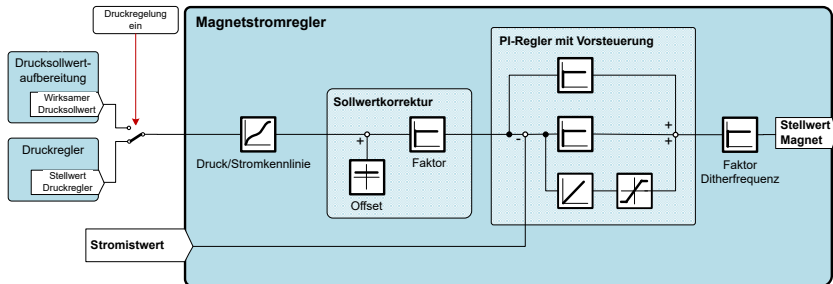 Druckregelung
ein
Magnetstromregler
Drucksollwert-
aufbereitung
Wirksamer
Drucksollwert
Druckregler
Stellwert
Druckregler
Druck/Stromkennlinie
Sollwertkorrektur
+
Offset
Faktor
PI-Regler mit Vorsteuerung
-
+
+
Faktor
Ditherfrequenz
Stellwert
Magnet
Stromistwert